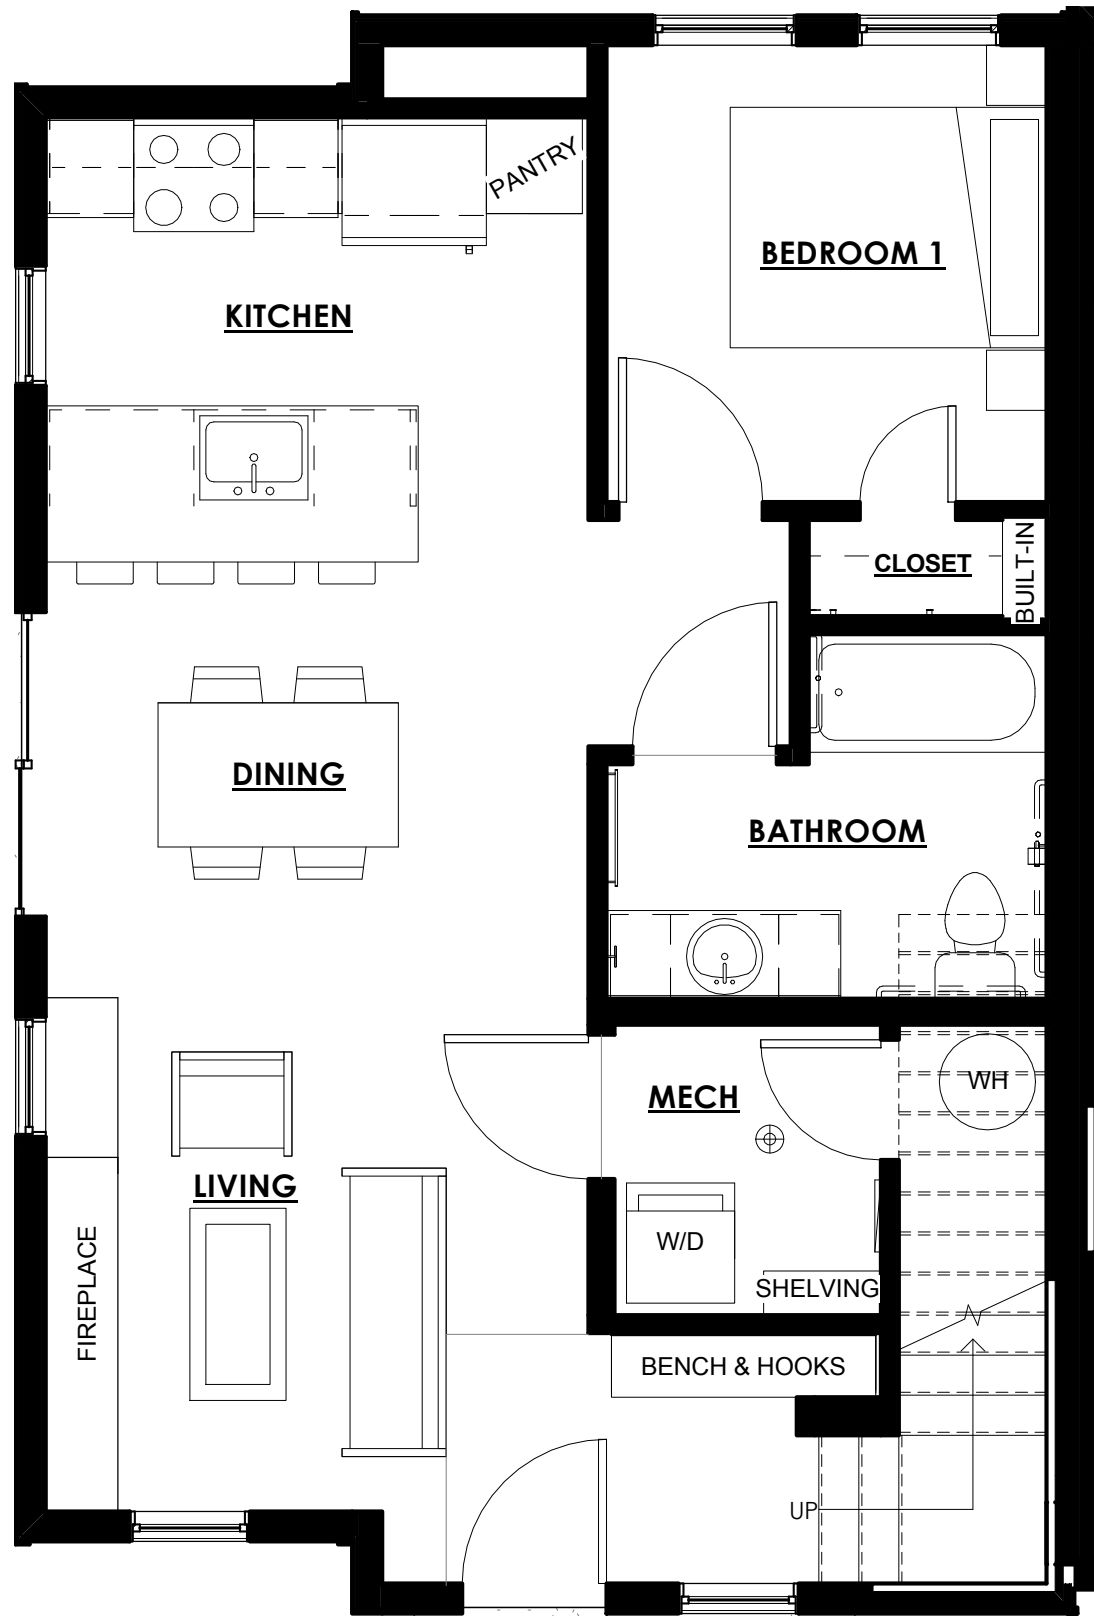 PANTRY
BEDROOM 1
KITCHEN
CLOSET
BUILT-IN
DINING
BATHROOM
WH
MECH
LIVING
W/D
FIREPLACE
SHELVING
BENCH & HOOKS
UP